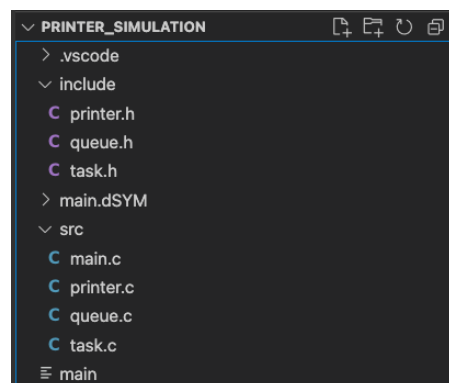 PRINTER_SIMULATION
.vscode
include
C printer.h
C queue.h
C task.h
main.dSYM
src
C main.c
C printer.c
C queue.c
C task.c
main